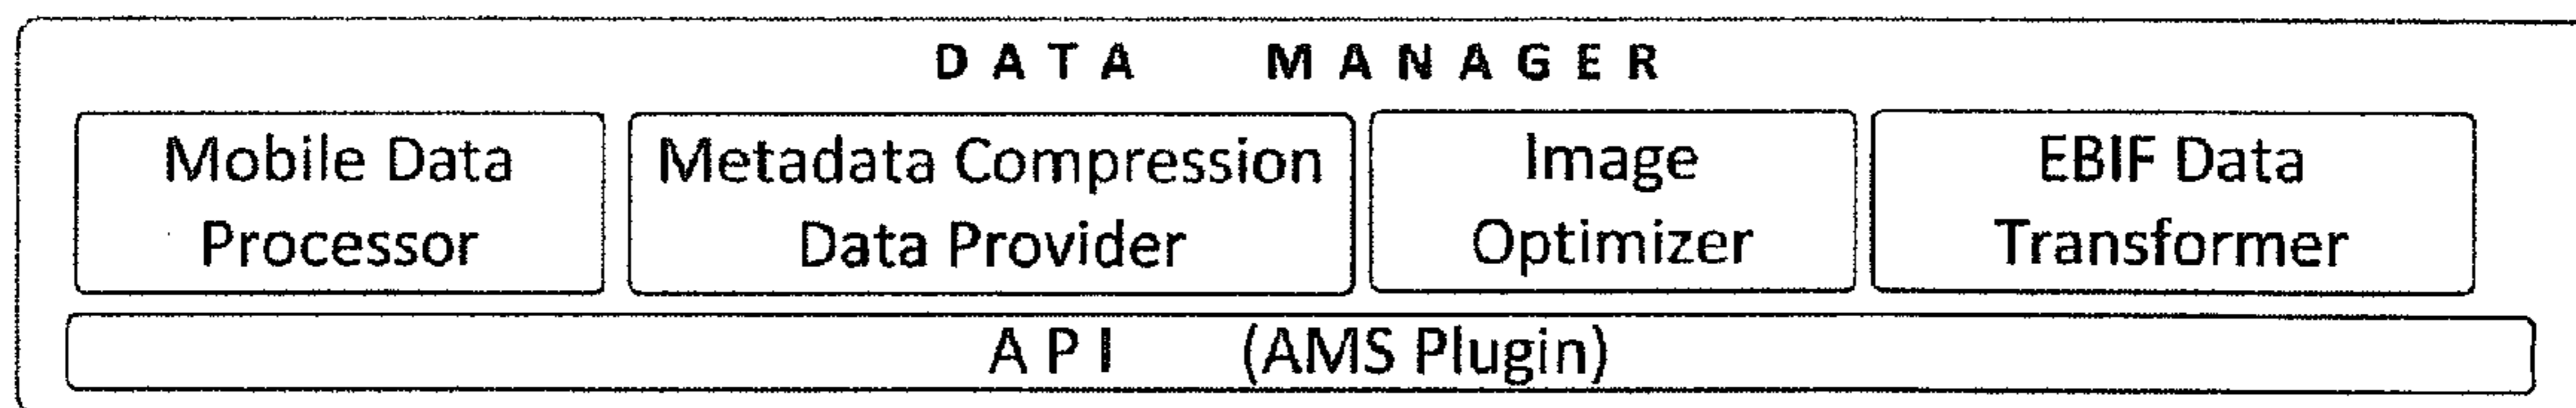 DATA MANAGER
Mobile Data
Processor
Metadata Compression
Data Provider
Image
Optimizer
EBIF Data
Transformer
API (AMS Plugin)